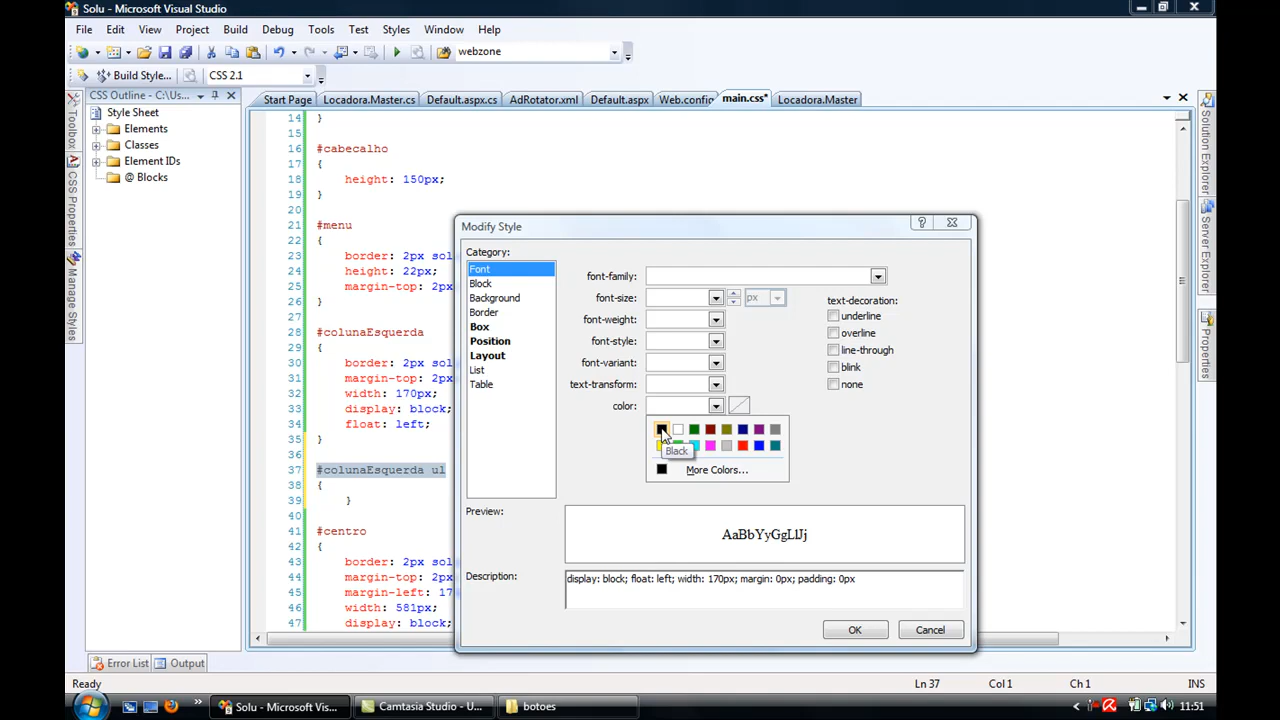 Solu - Microsoft Visual Studio
File Edit View Project Build Debug Tools Test Styles Window Help
webzone
Build Style... CSS 2.1
CSS Outline - C:\Us...
Start Page Locadora.Master.cs Default.aspx.cs AdRotator.xml Default.aspx Web.config main.css* Locadora.Master
Style Sheet
Elements
Classes
Element IDs
@ Blocks
Toolbox
CSS Properties
Manage Styles
14 }
15
16 #cabecalho
17 {
18 height: 150px;
19 }
20
21 #menu
22 {
23 border: 2px sol
24 height: 22px;
25 margin-top: 2px
26 }
27
28 #colunaEsquerda
29 {
30 border: 2px sol
31 margin-top: 2px
32 width: 170px;
33 display: block;
34 float: left;
35 }
36
37 #colunaEsquerda ul
38 {
39 }
40
41 #centro
42 {
43 border: 2px sol
44 margin-top: 2px
45 margin-left: 17
46 width: 581px;
47 display: block;
Modify Style
Category:
Font
Block
Background
Border
Box
Position
Layout
List
Table
font-family:
font-size: px
font-weight:
font-style:
font-variant:
text-transform:
color:
text-decoration:
underline
overline
line-through
blink
none
Black
More Colors...
Preview:
AaBbYyGgLlJj
Description:
display: block; float: left; width: 170px; margin: 0px; padding: 0px
OK Cancel
Solution Explorer
Server Explorer
Properties
Error List Output
Ready Ln 37 Col 1 Ch 1 INS
Solu - Microsoft Vis... Camtasia Studio - U... botoes 11:51